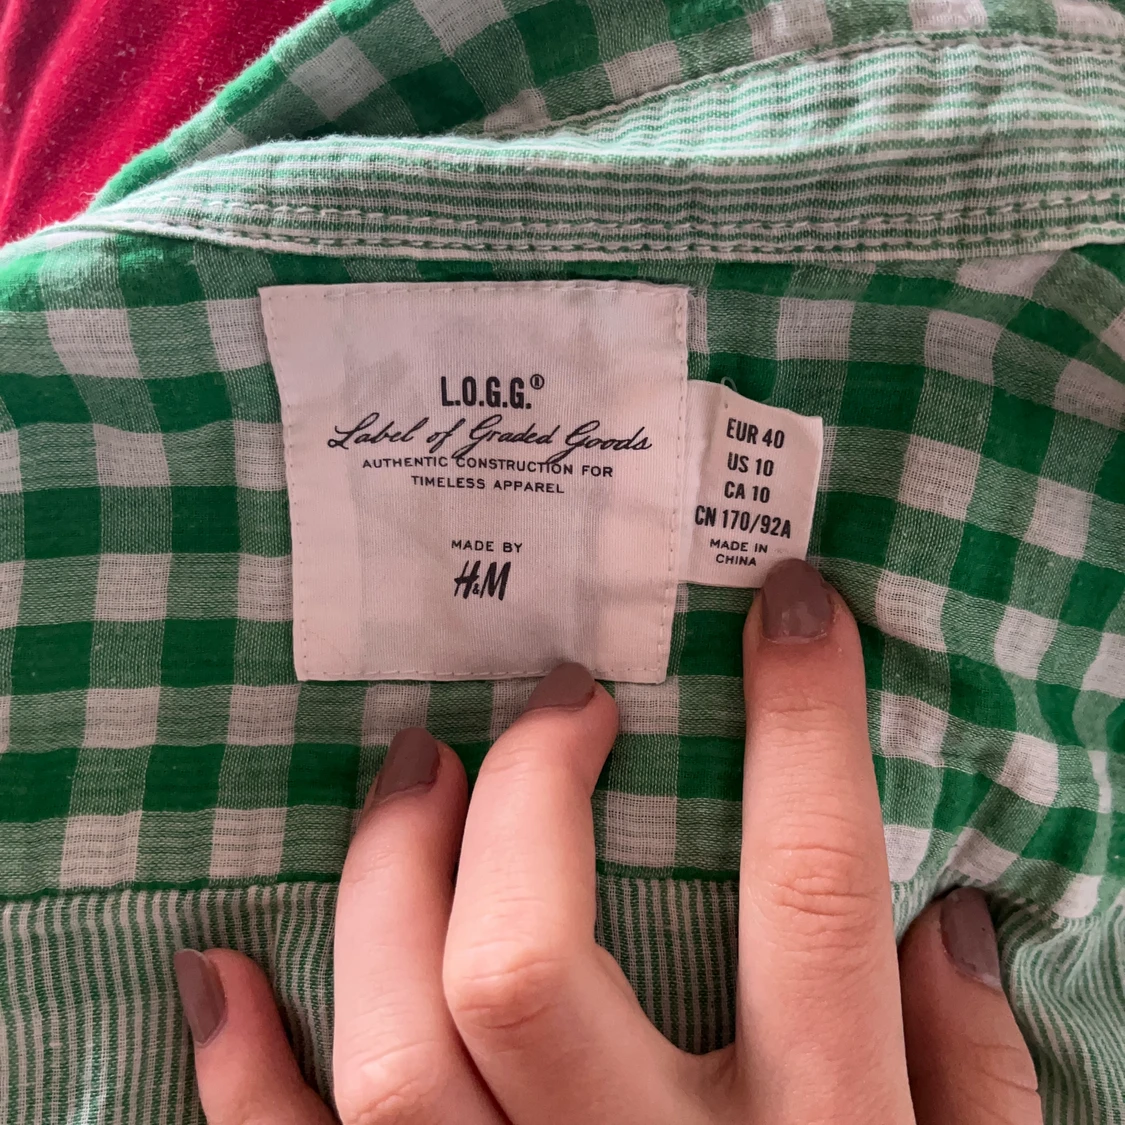 L.O.G.G.®
Label of Graded Goods
AUTHENTIC CONSTRUCTION FOR
TIMELESS APPAREL
MADE BY
H&M
EUR 40
US 10
CA 10
CN 170/92A
MADE IN
CHINA